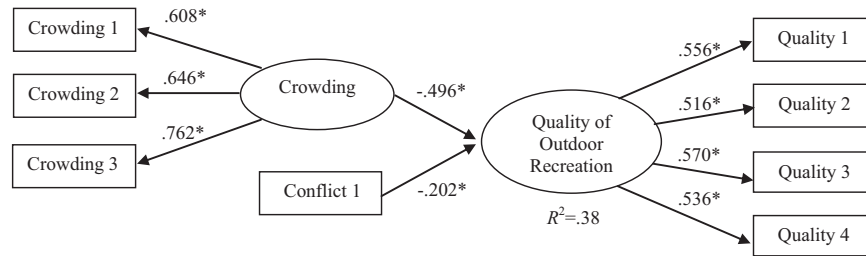 Crowding 1
.608*
Crowding 2
.646*
Crowding 3
.762*
Crowding
-.496*
Conflict 1
-.202*
Quality of
Outdoor
Recreation
R²=.38
.556*
Quality 1
.516*
Quality 2
.570*
Quality 3
.536*
Quality 4